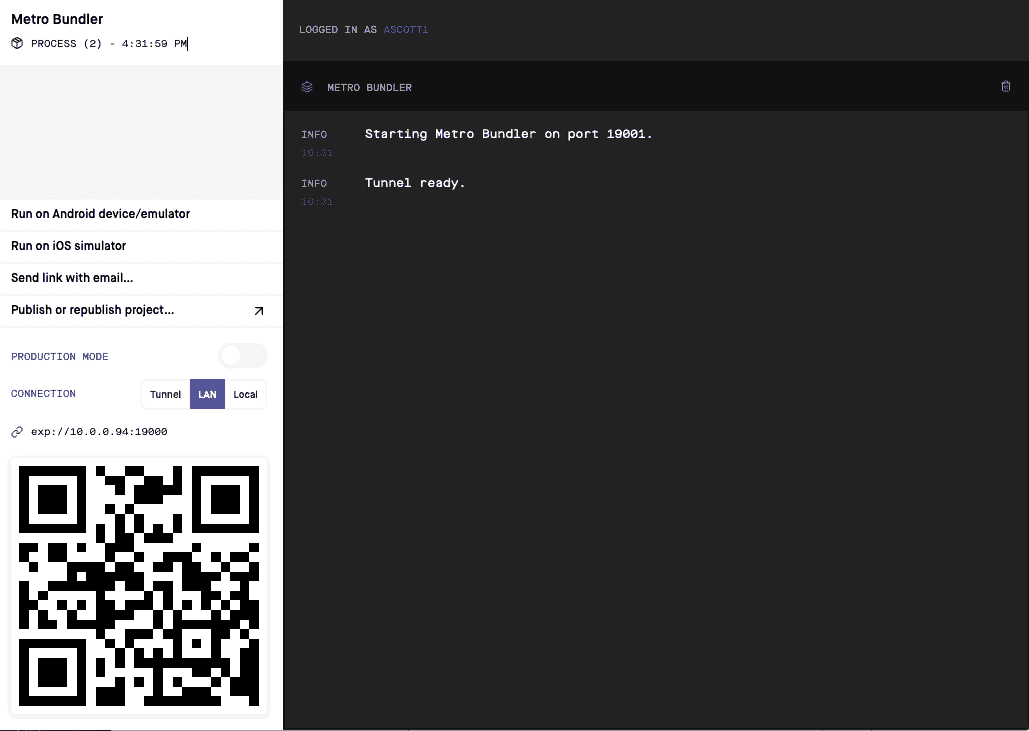 Metro Bundler
PROCESS (2) - 4:31:59 PM
Run on Android device/emulator
Run on iOS simulator
Send link with email...
Publish or republish project...
PRODUCTION MODE
CONNECTION
Tunnel LAN Local
exp://10.0.0.94:19000
LOGGED IN AS ASCOTT1
METRO BUNDLER
INFO Starting Metro Bundler on port 19001.
16:31
INFO Tunnel ready.
16:31